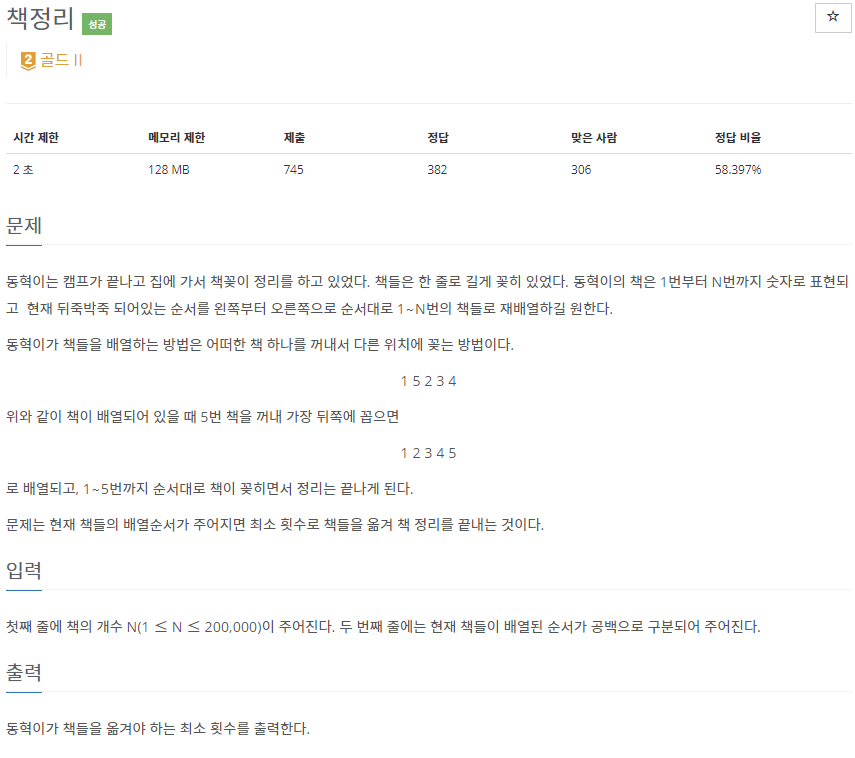 책정리 성공
☆
2 골드 II
시간 제한 메모리 제한 제출 정답 맞은 사람 정답 비율
2 초 128 MB 745 382 306 58.397%
문제
동혁이는 캠프가 끝나고 집에 가서 책꽂이 정리를 하고 있었다. 책들은 한 줄로 길게 꽂혀 있었다. 동혁이의 책은 1번부터 N번까지 숫자로 표현되
고 현재 뒤죽박죽 되어있는 순서를 왼쪽부터 오른쪽으로 순서대로 1~N번의 책들로 재배열하길 원한다.
동혁이가 책들을 배열하는 방법은 어떠한 책 하나를 꺼내서 다른 위치에 꽂는 방법이다.
1 5 2 3 4
위와 같이 책이 배열되어 있을 때 5번 책을 꺼내 가장 뒤쪽에 꼽으면
1 2 3 4 5
로 배열되고, 1~5번까지 순서대로 책이 꽂히면서 정리는 끝나게 된다.
문제는 현재 책들의 배열순서가 주어지면 최소 횟수로 책들을 옮겨 책 정리를 끝내는 것이다.
입력
첫째 줄에 책의 개수 N(1 ≤ N ≤ 200,000)이 주어진다. 두 번째 줄에는 현재 책들이 배열된 순서가 공백으로 구분되어 주어진다.
출력
동혁이가 책들을 옮겨야 하는 최소 횟수를 출력한다.